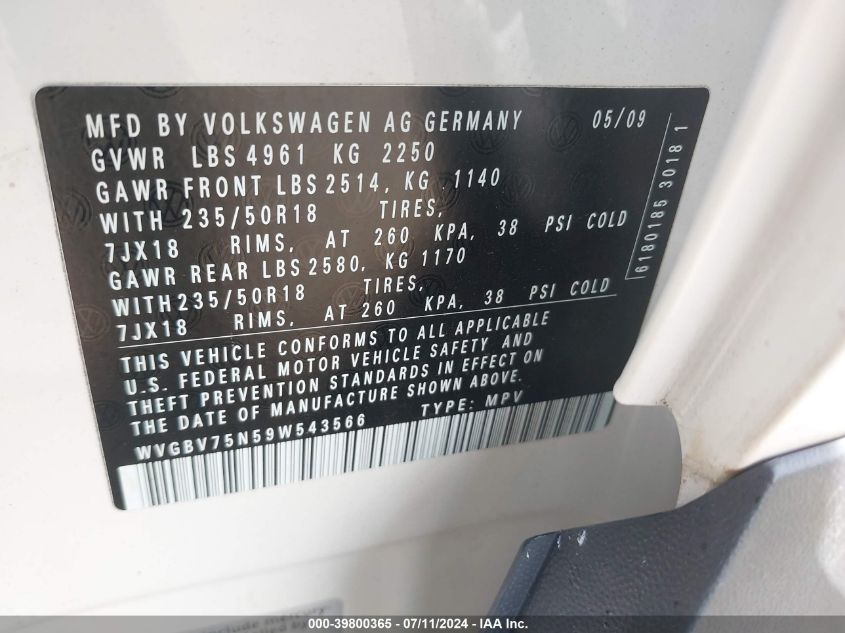 MFD BY VOLKSWAGEN AG GERMANY 05/09
GVWR LBS 4961 KG 2250
GAWR FRONT LBS 2514, KG 1140
WITH 235/50R18 TIRES,
7JX18 RIMS, AT 260 KPA, 38 PSI COLD
GAWR REAR LBS 2580, KG 1170
WITH 235/50R18 TIRES,
7JX18 RIMS, AT 260 KPA, 38 PSI COLD
THIS VEHICLE CONFORMS TO ALL APPLICABLE
U.S. FEDERAL MOTOR VEHICLE SAFETY AND
THEFT PREVENTION STANDARDS IN EFFECT ON
THE DATE OF MANUFACTURE SHOWN ABOVE.
WVGBV75N59W543566 TYPE: MPV
6180185 3018 1
include mercury
000-39800365 - 07/11/2024 - IAA Inc.